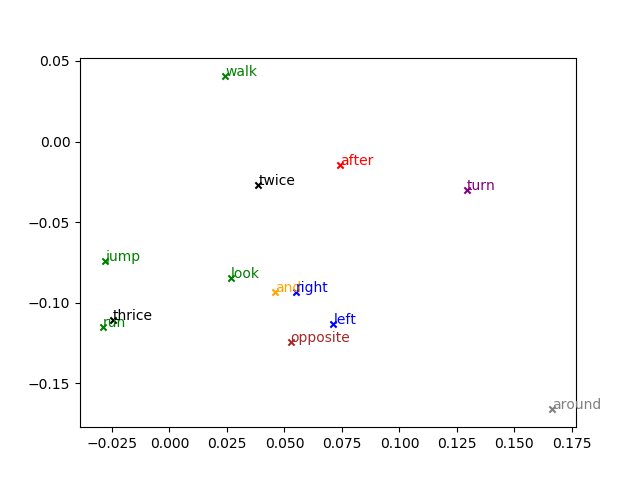 0.05
walk
0.00
after
twice
turn
−0.05
jump
look
and
right
−0.10
thrice
run
left
opposite
−0.15
around
−0.025 0.000 0.025 0.050 0.075 0.100 0.125 0.150 0.175